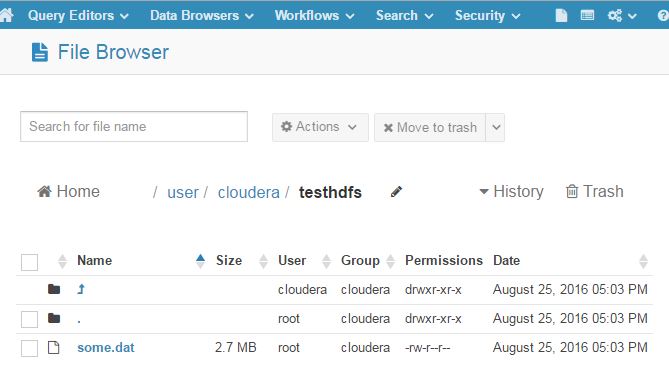 Query Editors Data Browsers Workflows Search Security
File Browser
Search for file name Actions Move to trash
Home / user / cloudera / testhdfs History Trash
Name Size User Group Permissions Date
cloudera cloudera drwxr-xr-x August 25, 2016 05:03 PM
. root cloudera drwxr-xr-x August 25, 2016 05:03 PM
some.dat 2.7 MB root cloudera -rw-r--r-- August 25, 2016 05:03 PM